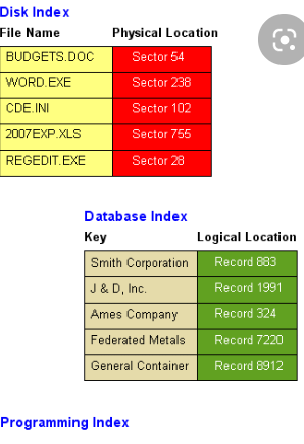 Disk Index
File Name Physical Location
BUDGETS.DOC Sector 54
WORD.EXE Sector 238
CDE.INI Sector 102
2007EXP.XLS Sector 755
REGEDIT.EXE Sector 28
Database Index
Key Logical Location
Smith Corporation Record 883
J & D, Inc. Record 1991
Ames Company Record 324
Federated Metals Record 7220
General Container Record 8912
Programming Index